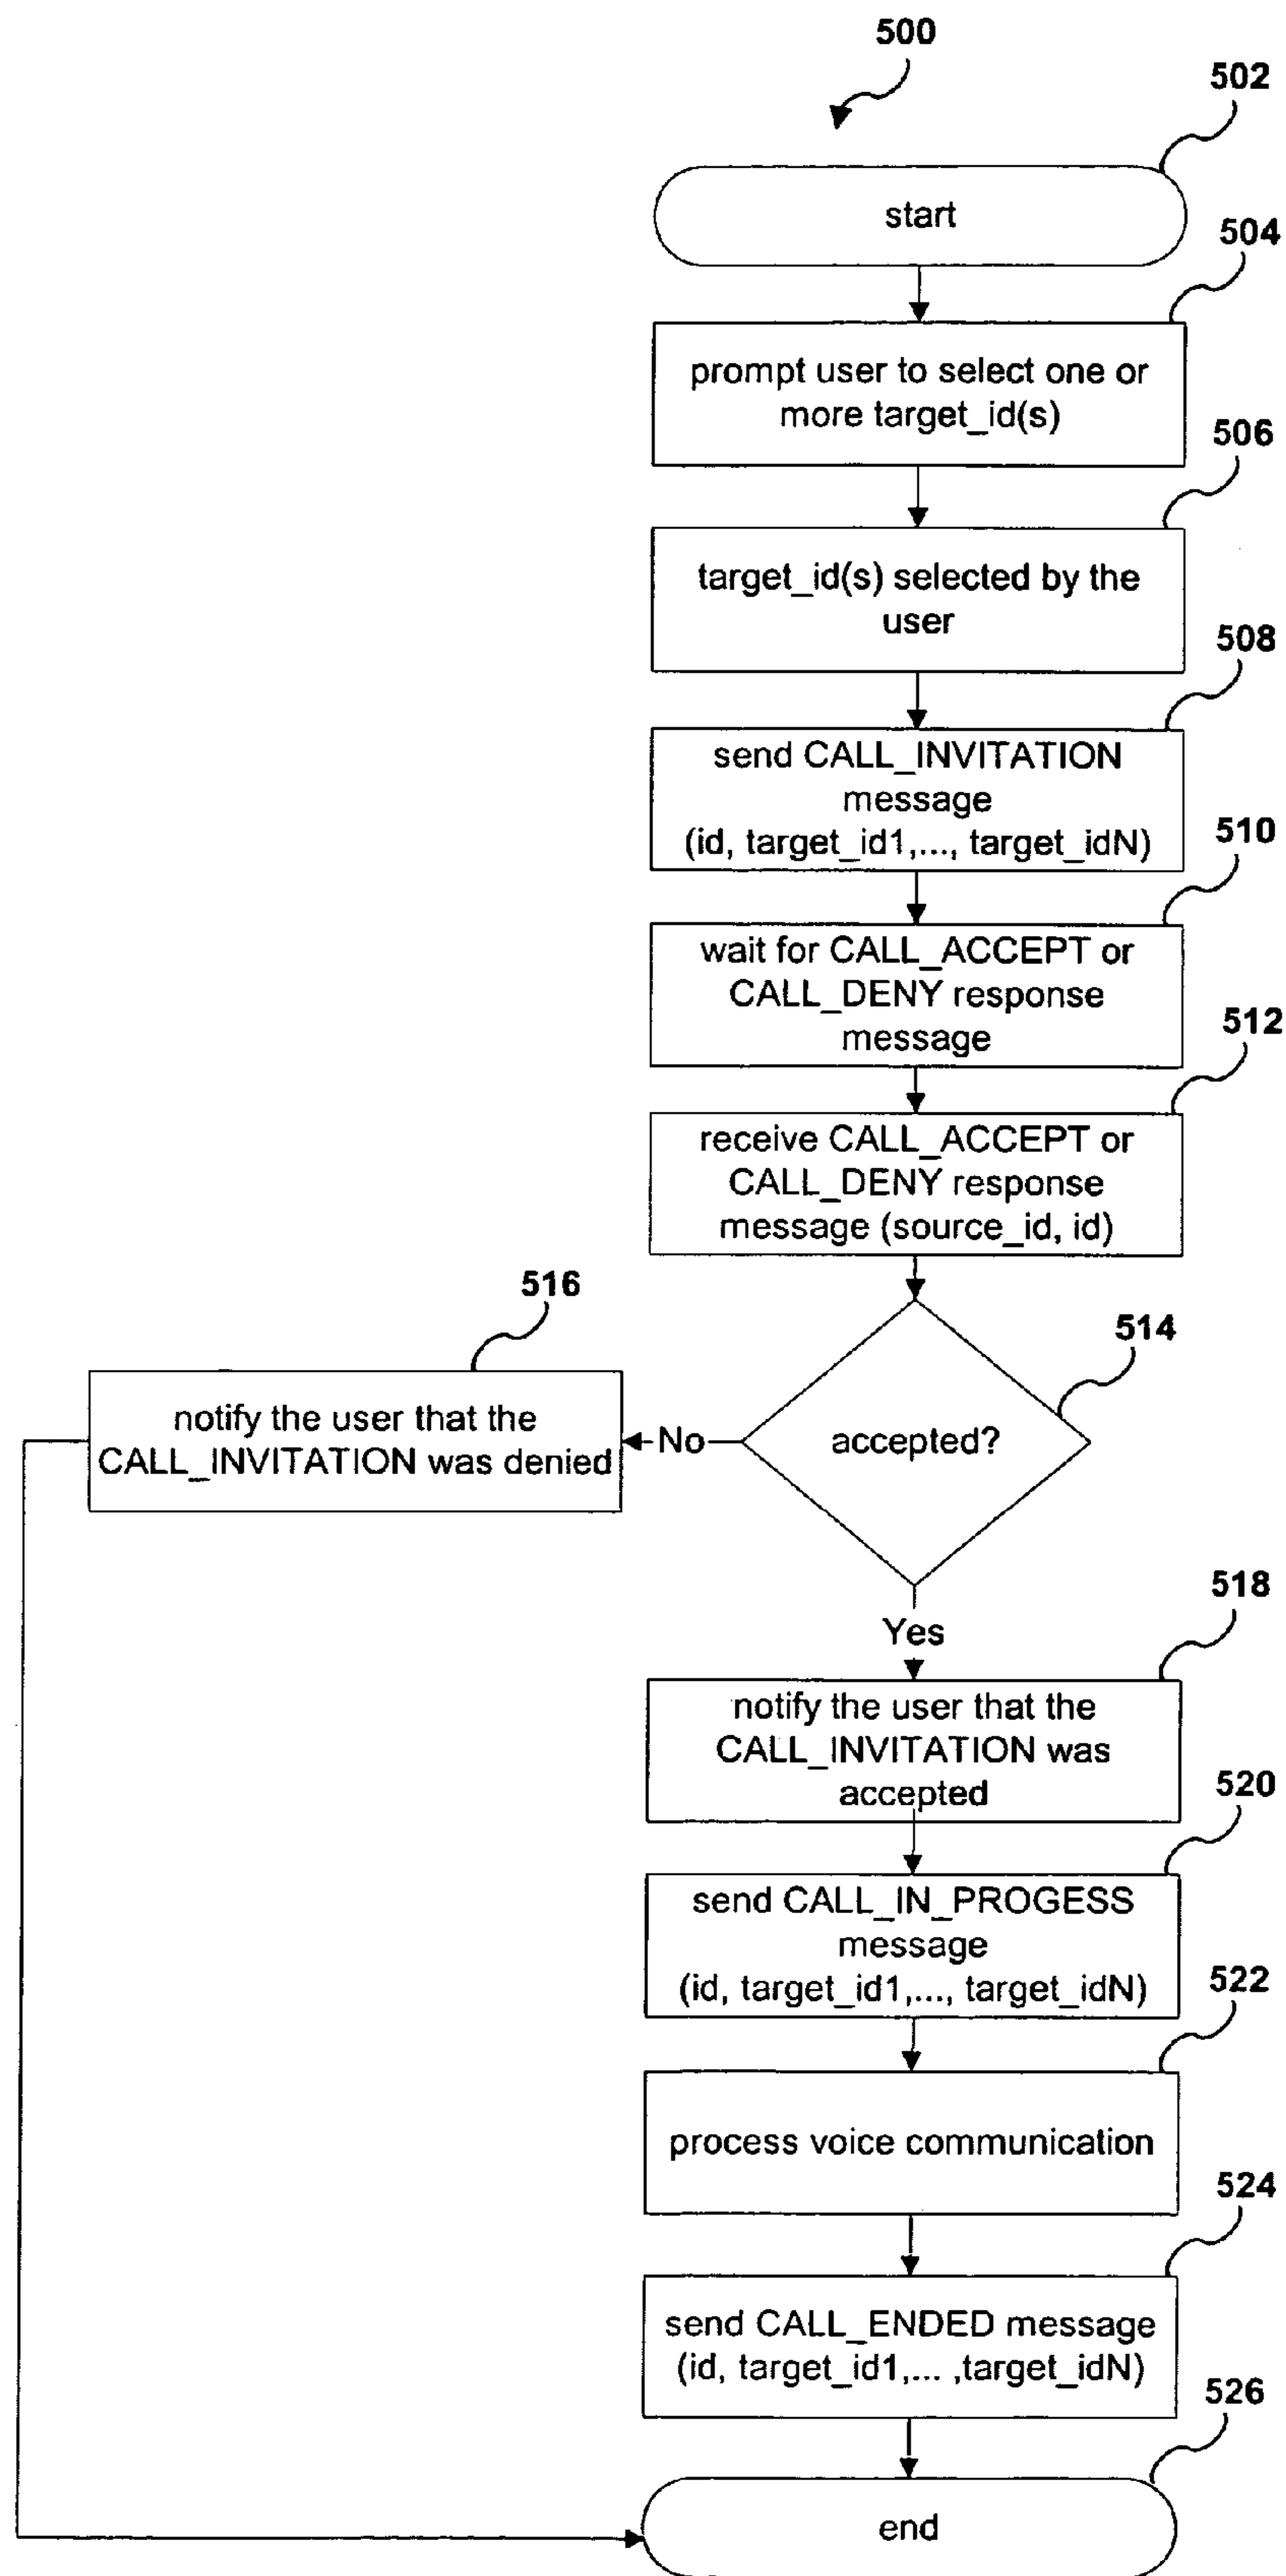 500
502
start
504
prompt user to select one or
more target_id(s)
506
target_id(s) selected by the
user
508
send CALL_INVITATION
message
(id, target_id1,..., target_idN)
510
wait for CALL_ACCEPT or
CALL_DENY response
message
512
receive CALL_ACCEPT or
CALL_DENY response
message (source_id, id)
516
notify the user that the
CALL_INVITATION was denied
514
No
accepted?
Yes
518
notify the user that the
CALL_INVITATION was
accepted
520
send CALL_IN_PROGESS
message
(id, target_id1,..., target_idN)
522
process voice communication
524
send CALL_ENDED message
(id, target_id1,... ,target_idN)
526
end